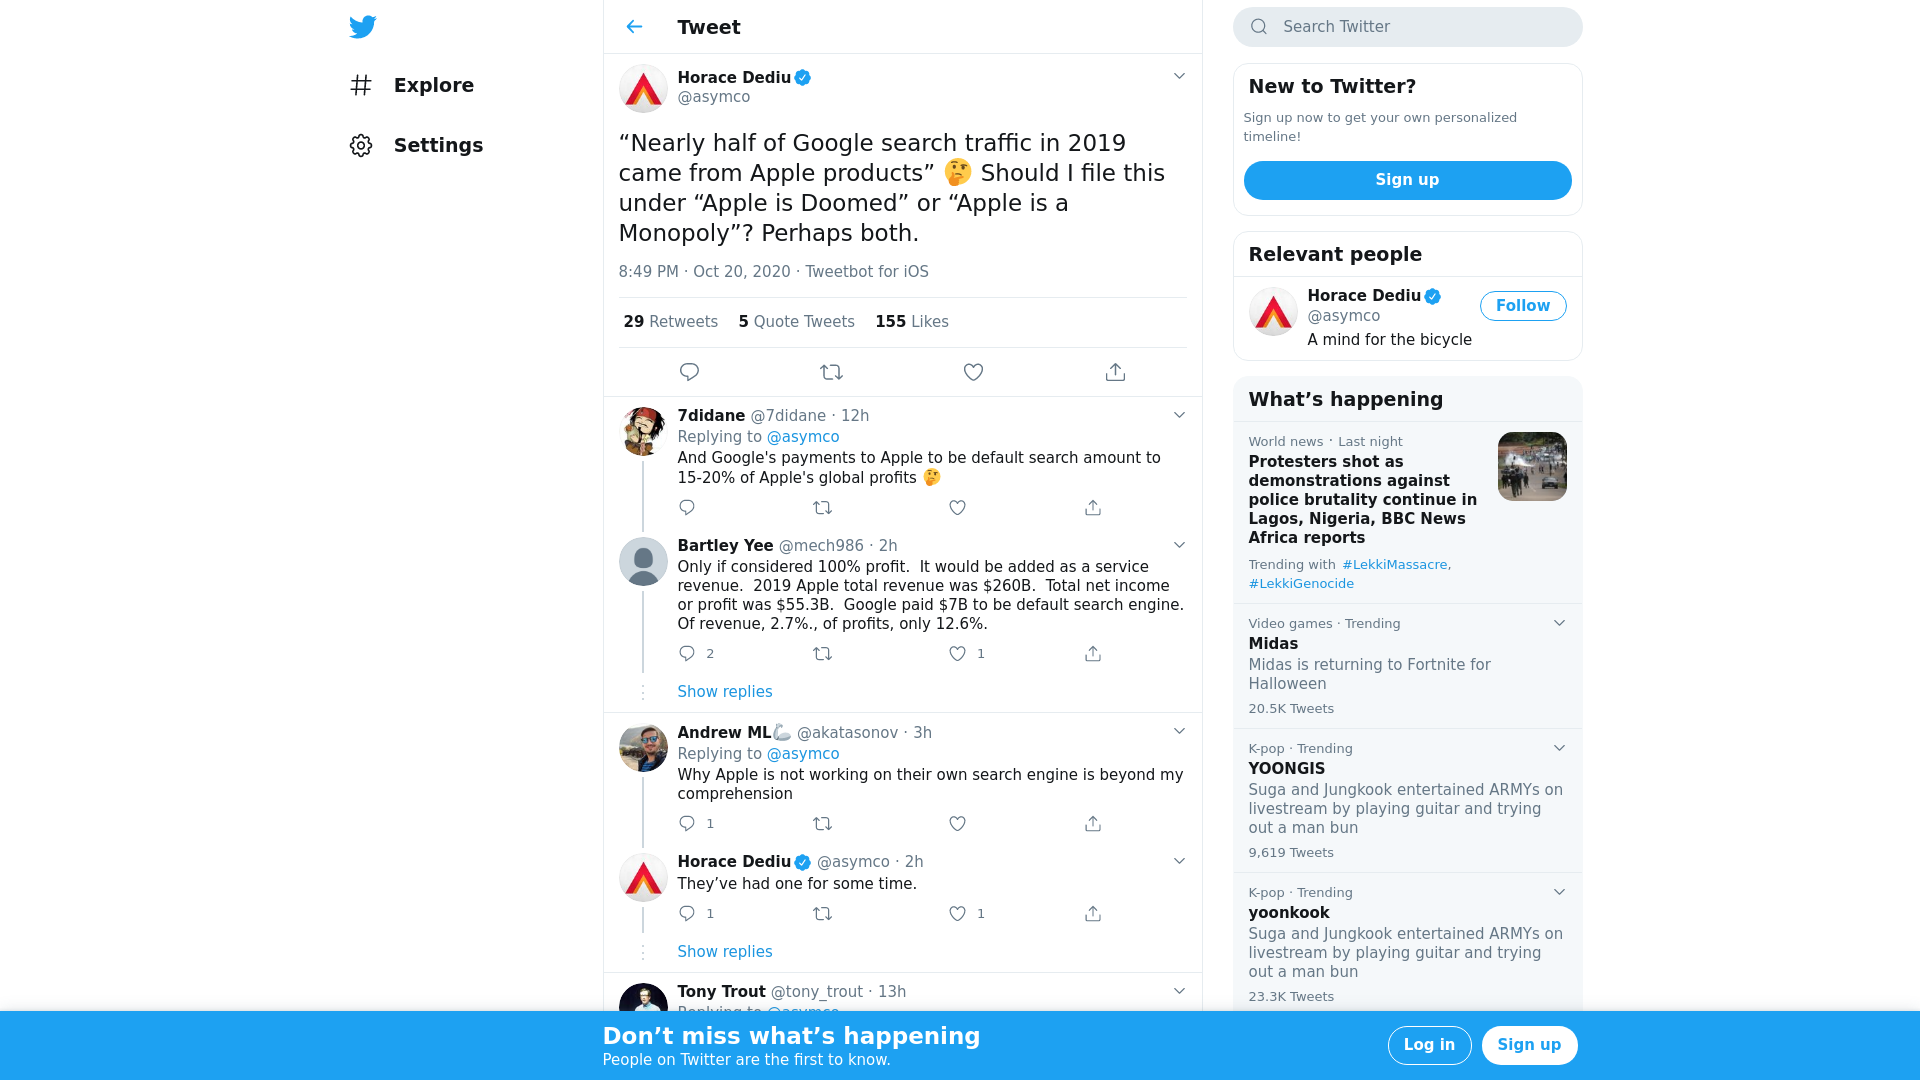 Explore
Settings
Tweet
Horace Dediu
@asymco
“Nearly half of Google search traffic in 2019
came from Apple products” 🤔 Should I file this
under “Apple is Doomed” or “Apple is a
Monopoly”? Perhaps both.
8:49 PM · Oct 20, 2020 · Tweetbot for iOS
29 Retweets 5 Quote Tweets 155 Likes
7didane @7didane · 12h
Replying to @asymco
And Google's payments to Apple to be default search amount to
15-20% of Apple's global profits 🤔
Bartley Yee @mech986 · 2h
Only if considered 100% profit.  It would be added as a service
revenue.  2019 Apple total revenue was $260B.  Total net income
or profit was $55.3B.  Google paid $7B to be default search engine.
Of revenue, 2.7%., of profits, only 12.6%.
2 1
Show replies
Andrew ML🦾 @akatasonov · 3h
Replying to @asymco
Why Apple is not working on their own search engine is beyond my
comprehension
1
Horace Dediu @asymco · 2h
They’ve had one for some time.
1 1
Show replies
Tony Trout @tony_trout · 13h
Replying to @asymco
Search Twitter
New to Twitter?
Sign up now to get your own personalized
timeline!
Sign up
Relevant people
Horace Dediu
@asymco
Follow
A mind for the bicycle
What’s happening
World news · Last night
Protesters shot as
demonstrations against
police brutality continue in
Lagos, Nigeria, BBC News
Africa reports
Trending with #LekkiMassacre,
#LekkiGenocide
Video games · Trending
Midas
Midas is returning to Fortnite for
Halloween
20.5K Tweets
K-pop · Trending
YOONGIS
Suga and Jungkook entertained ARMYs on
livestream by playing guitar and trying
out a man bun
9,619 Tweets
K-pop · Trending
yoonkook
Suga and Jungkook entertained ARMYs on
livestream by playing guitar and trying
out a man bun
23.3K Tweets
Don’t miss what’s happening
People on Twitter are the first to know.
Log in
Sign up